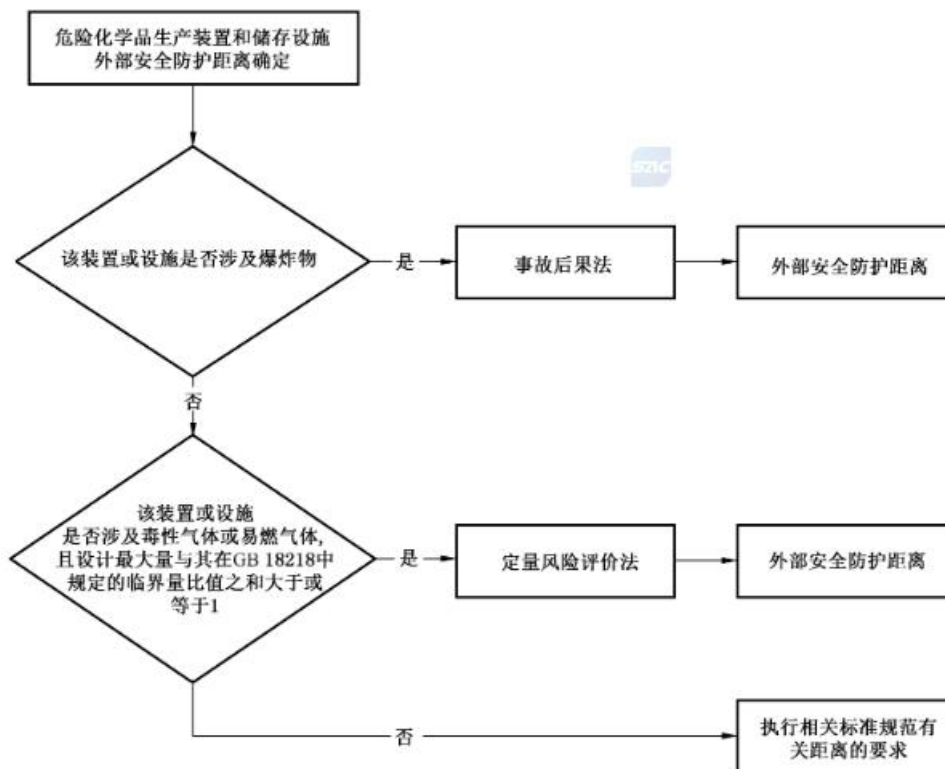 危险化学品生产装置和储存设施
外部安全防护距离确定
该装置或设施是否涉及爆炸物
是
事故后果法
外部安全防护距离
否
该装置或设施
是否涉及毒性气体或易燃气体,
且设计最大量与其在GB 18218中
规定的临界量比值之和大于或
等于1
是
定量风险评价法
外部安全防护距离
否
执行相关标准规范有
关距离的要求